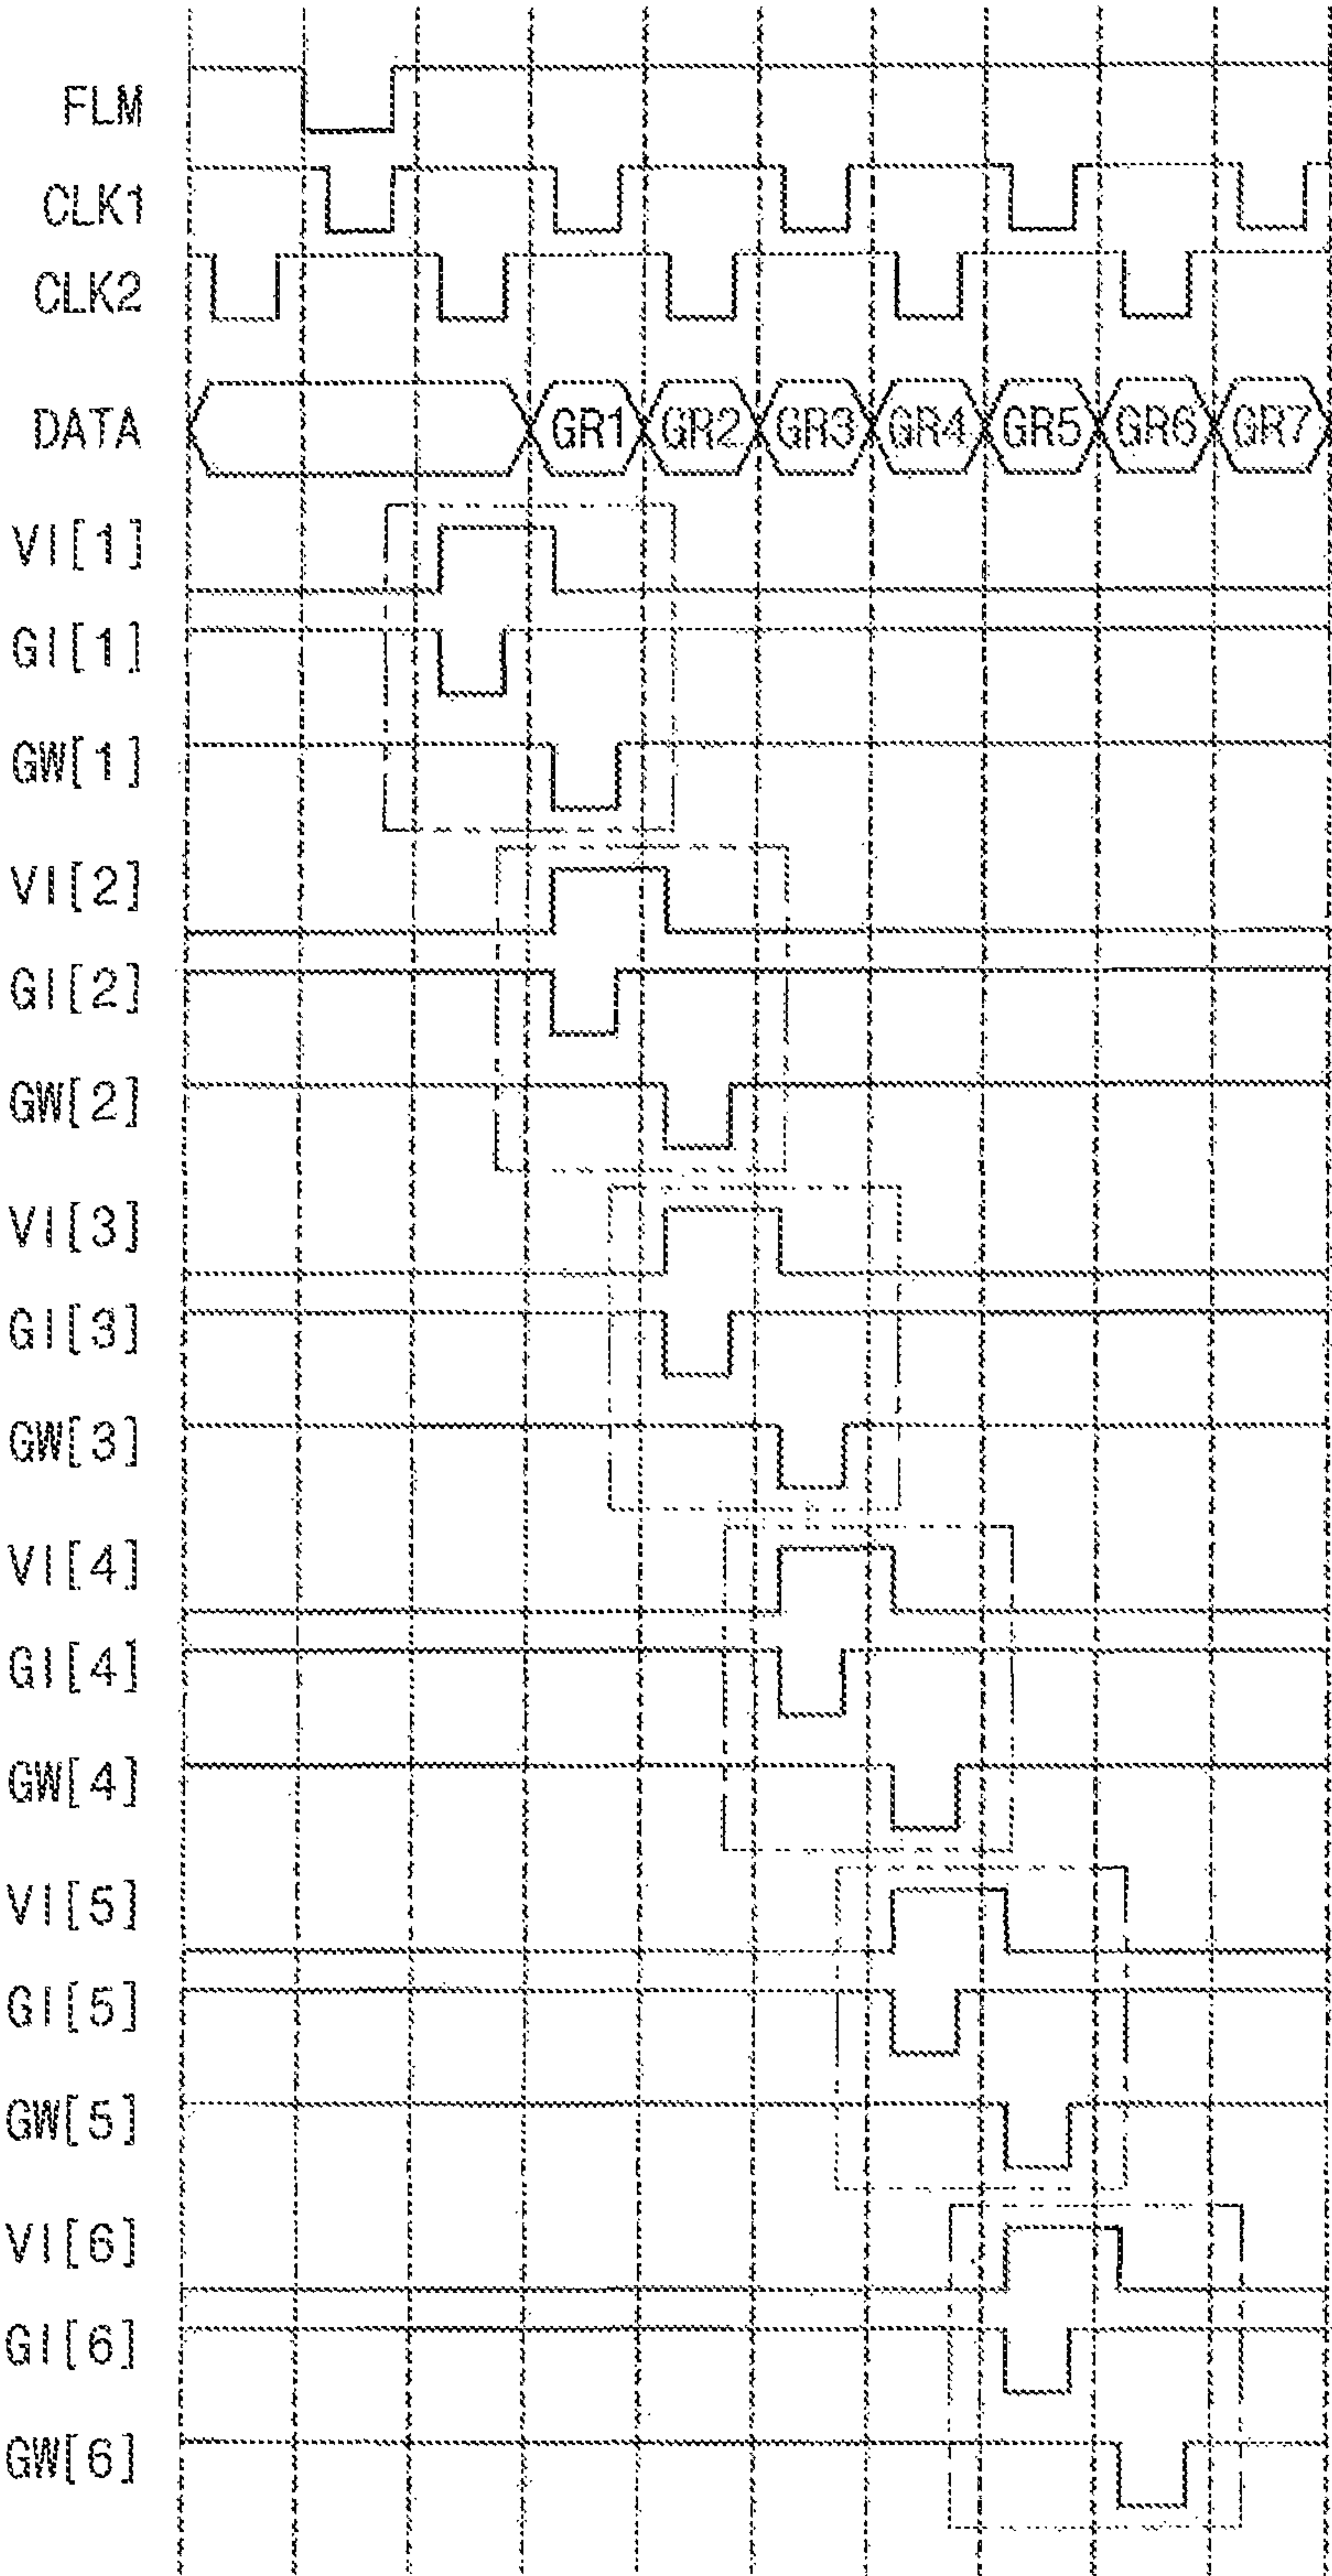 FLM
CLK1
CLK2
DATA GR1 GR2 GR3 GR4 GR5 GR6 GR7
VI[1]
GI[1]
GW[1]
VI[2]
GI[2]
GW[2]
VI[3]
GI[3]
GW[3]
VI[4]
GI[4]
GW[4]
VI[5]
GI[5]
GW[5]
VI[6]
GI[6]
GW[6]